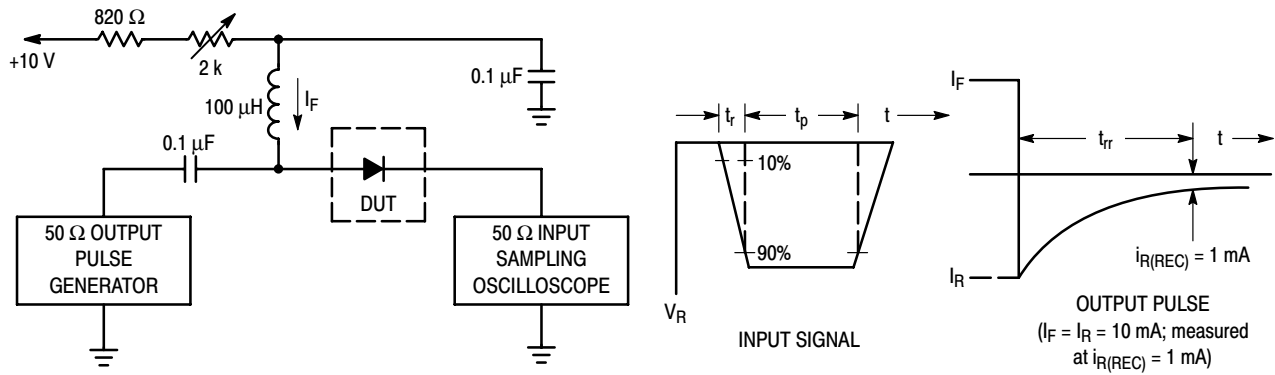 820 Ω
+10 V
2 k
100 µH
I_F
0.1 µF
0.1 µF
DUT
50 Ω OUTPUT
PULSE
GENERATOR
50 Ω INPUT
SAMPLING
OSCILLOSCOPE
t_r
t_p
t
10%
90%
V_R
INPUT SIGNAL
I_F
t_rr
t
I_R
i_R(REC) = 1 mA
OUTPUT PULSE
(I_F = I_R = 10 mA; measured
at i_R(REC) = 1 mA)